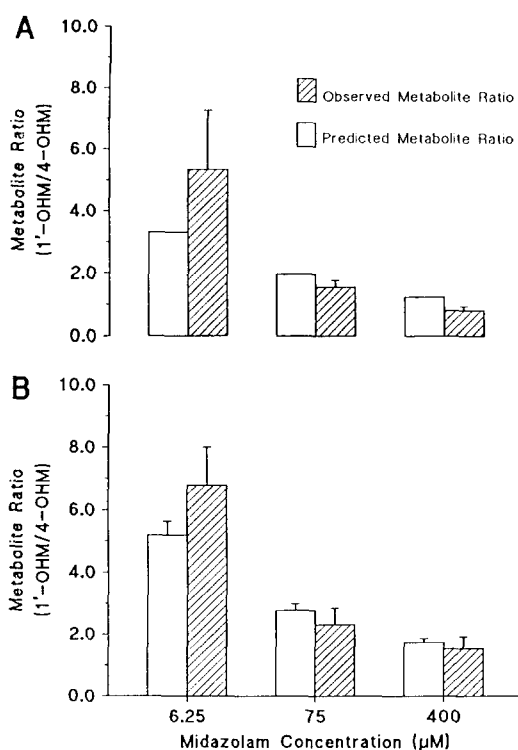 A
10.0
8.0
6.0
4.0
2.0
0.0
Metabolite Ratio
(1'-OHM/4-OHM)
Observed Metabolite Ratio
Predicted Metabolite Ratio
B
10.0
8.0
6.0
4.0
2.0
0.0
Metabolite Ratio
(1'-OHM/4-OHM)
6.25
75
400
Midazolam Concentration (μM)